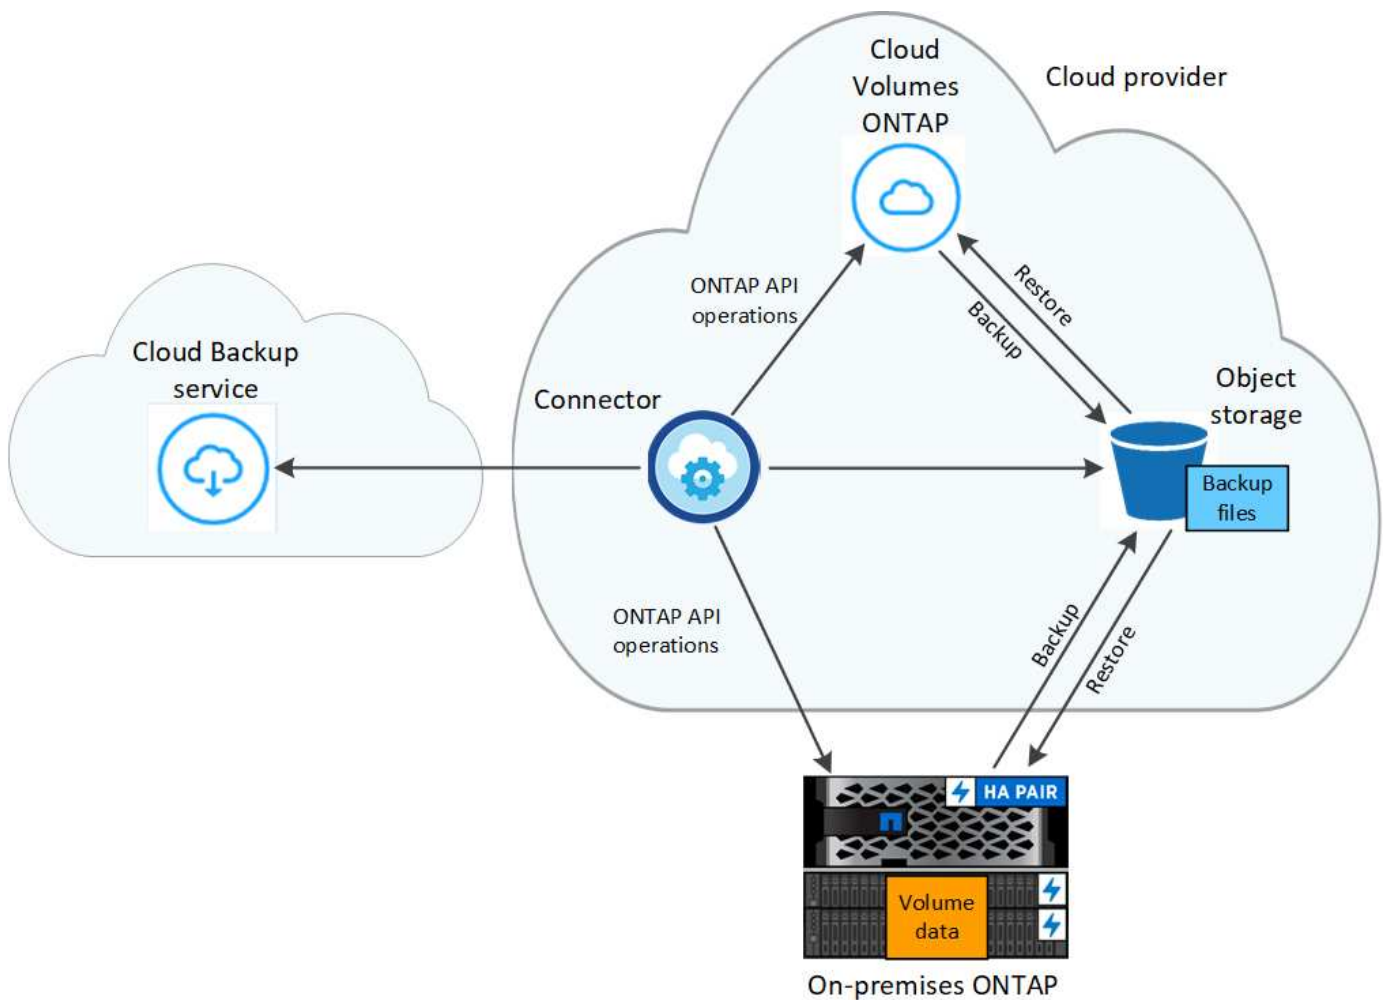 Cloud
Volumes
ONTAP
Cloud provider
ONTAP API
operations
Restore
Backup
Cloud Backup
service
Connector
Object
storage
Backup
files
ONTAP API
operations
Backup
Restore
HA PAIR
Volume
data
On-premises ONTAP